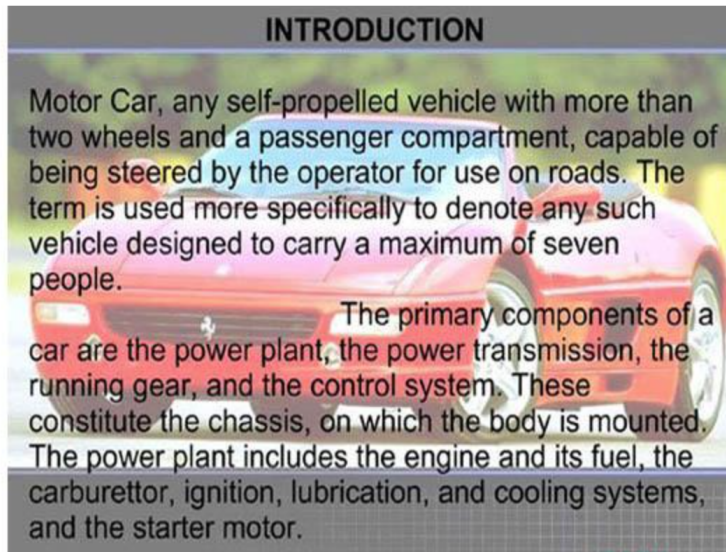 INTRODUCTION
Motor Car, any self-propelled vehicle with more than
two wheels and a passenger compartment, capable of
being steered by the operator for use on roads. The
term is used more specifically to denote any such
vehicle designed to carry a maximum of seven
people.
The primary components of a
car are the power plant, the power transmission, the
running gear, and the control system. These
constitute the chassis, on which the body is mounted.
The power plant includes the engine and its fuel, the
carburettor, ignition, lubrication, and cooling systems,
and the starter motor.